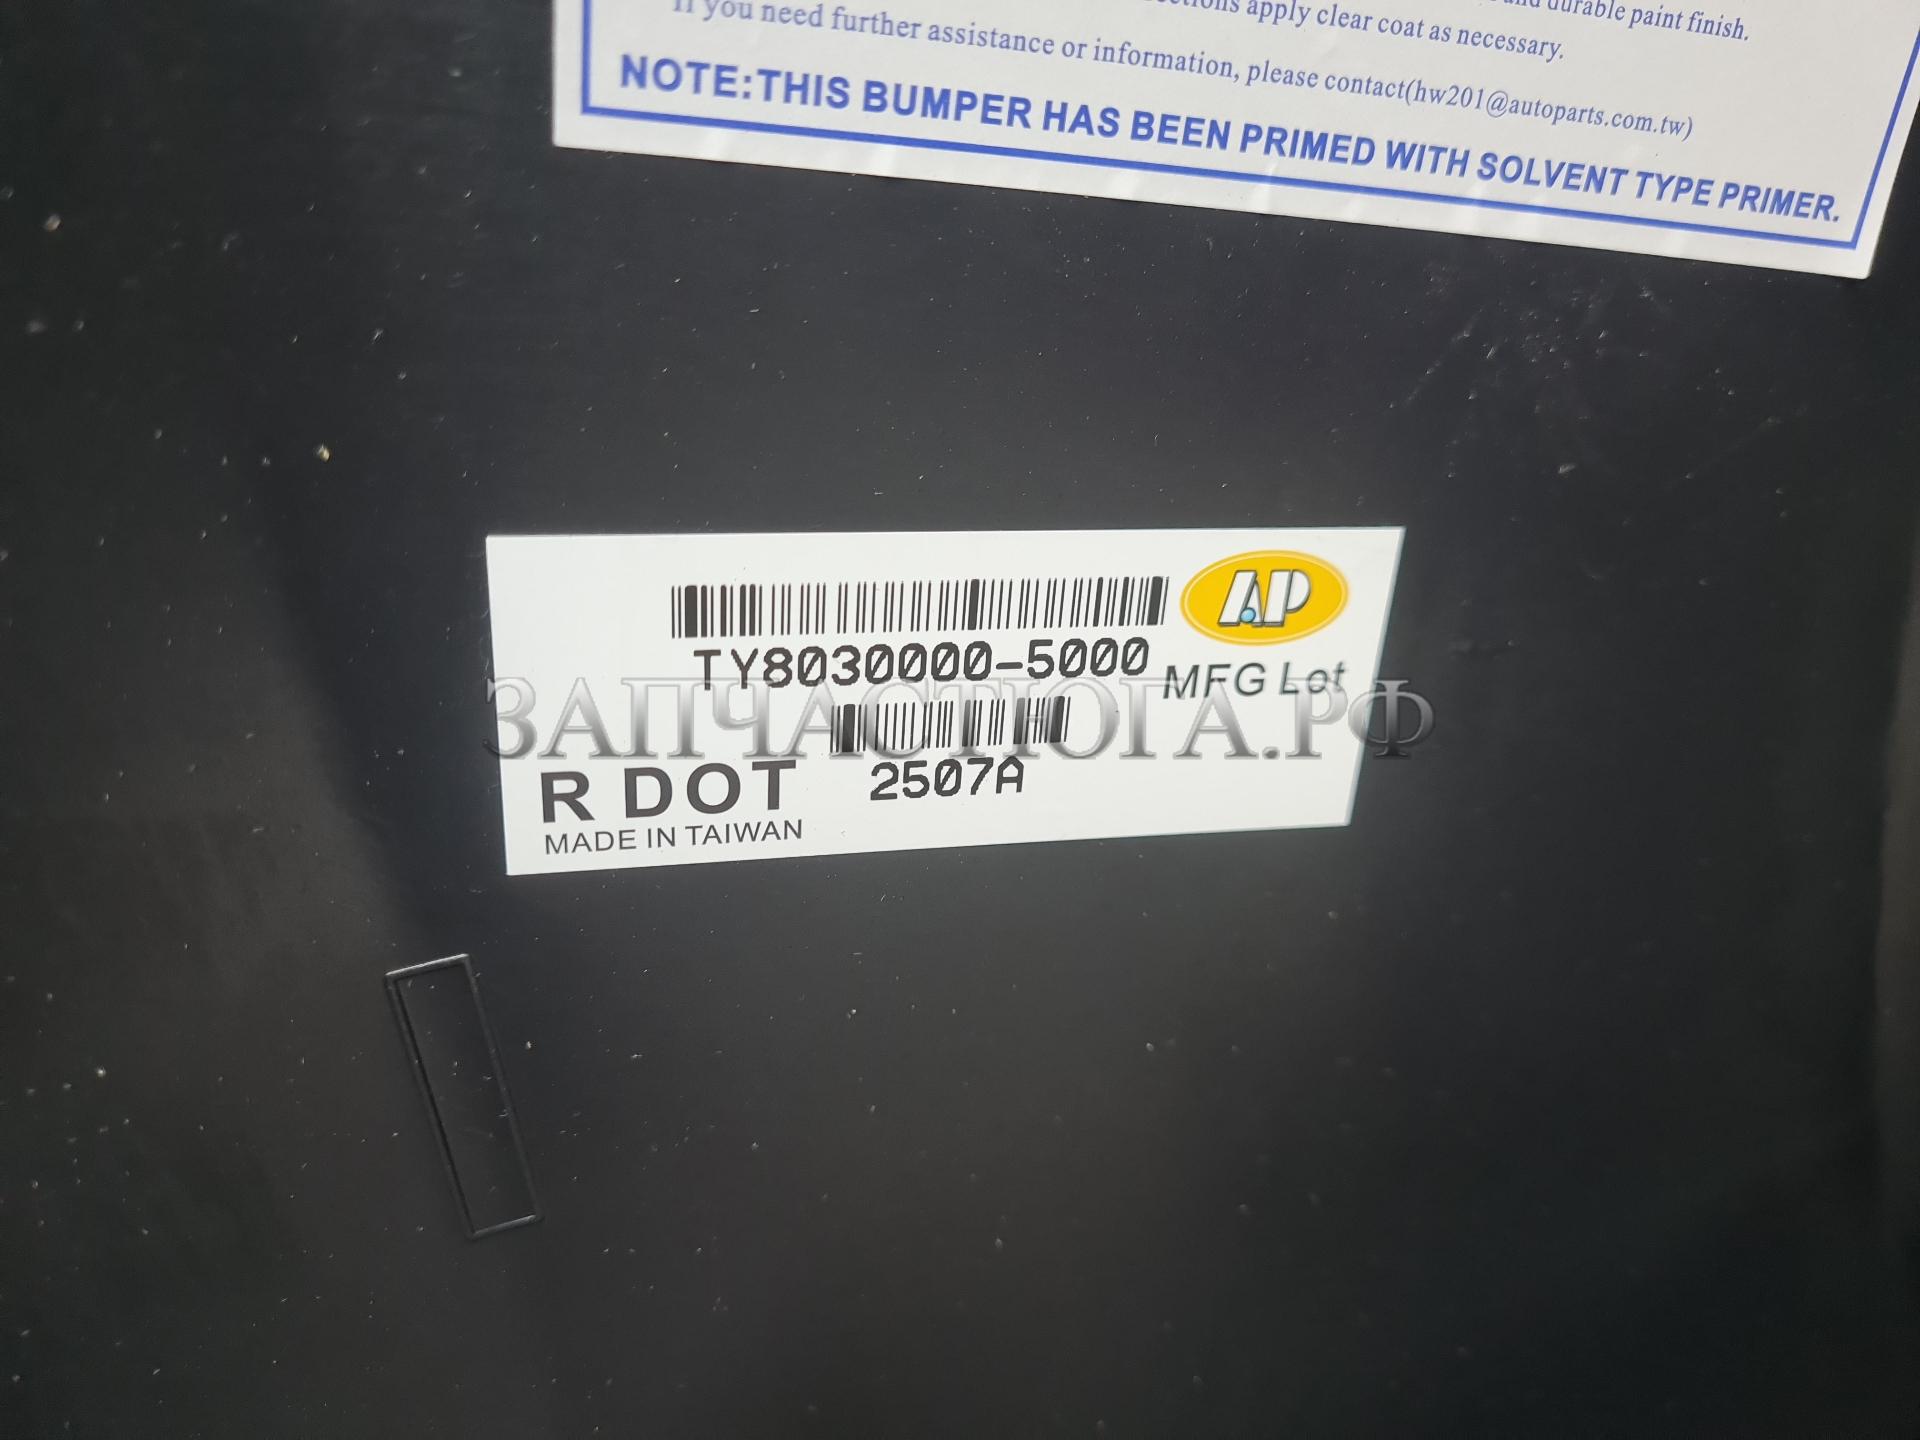 durable paint finish.
apply clear coat as necessary.
If you need further assistance or information, please contact(hw201@autoparts.com.tw)
NOTE:THIS BUMPER HAS BEEN PRIMED WITH SOLVENT TYPE PRIMER.
AP
TY8030000-5000
MFG Lot
ЗАПЧАСТЮГА.РФ
R DOT
2507A
MADE IN TAIWAN